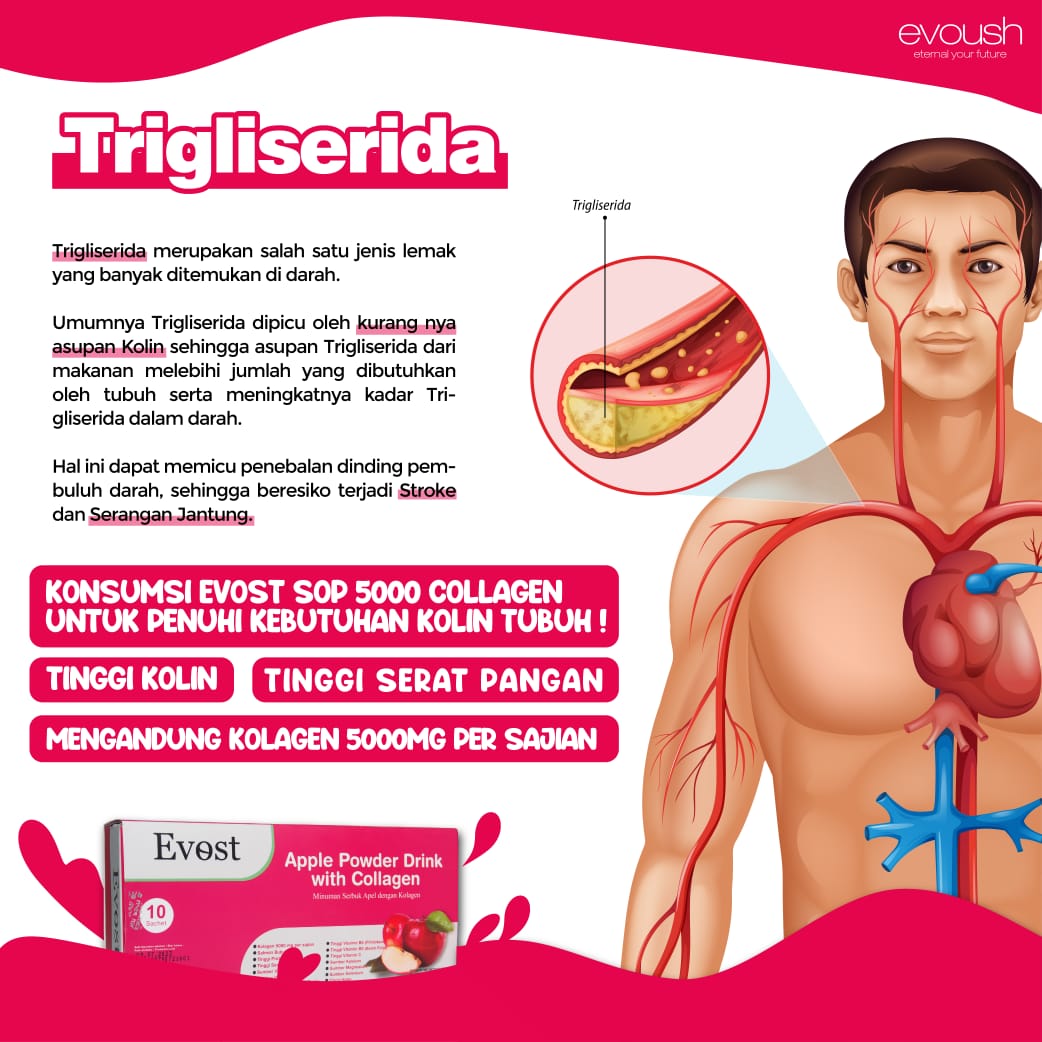 evoush
eternal your future
Trigliserida
Trigliserida
Trigliserida merupakan salah satu jenis lemak
yang banyak ditemukan di darah.
Umumnya Trigliserida dipicu oleh kurang nya
asupan Kolin sehingga asupan Trigliserida dari
makanan melebihi jumlah yang dibutuhkan
oleh tubuh serta meningkatnya kadar Tri-
gliserida dalam darah.
Hal ini dapat memicu penebalan dinding pem-
buluh darah, sehingga beresiko terjadi Stroke
dan Serangan Jantung.
KONSUMSI EVOST SOP 5000 COLLAGEN
UNTUK PENUHI KEBUTUHAN KOLIN TUBUH !
TINGGI KOLIN
TINGGI SERAT PANGAN
MENGANDUNG KOLAGEN 5000MG PER SAJIAN
Evost
Apple Powder Drink
with Collagen
Minuman Serbuk Apel dengan Kolagen
10
Sachet